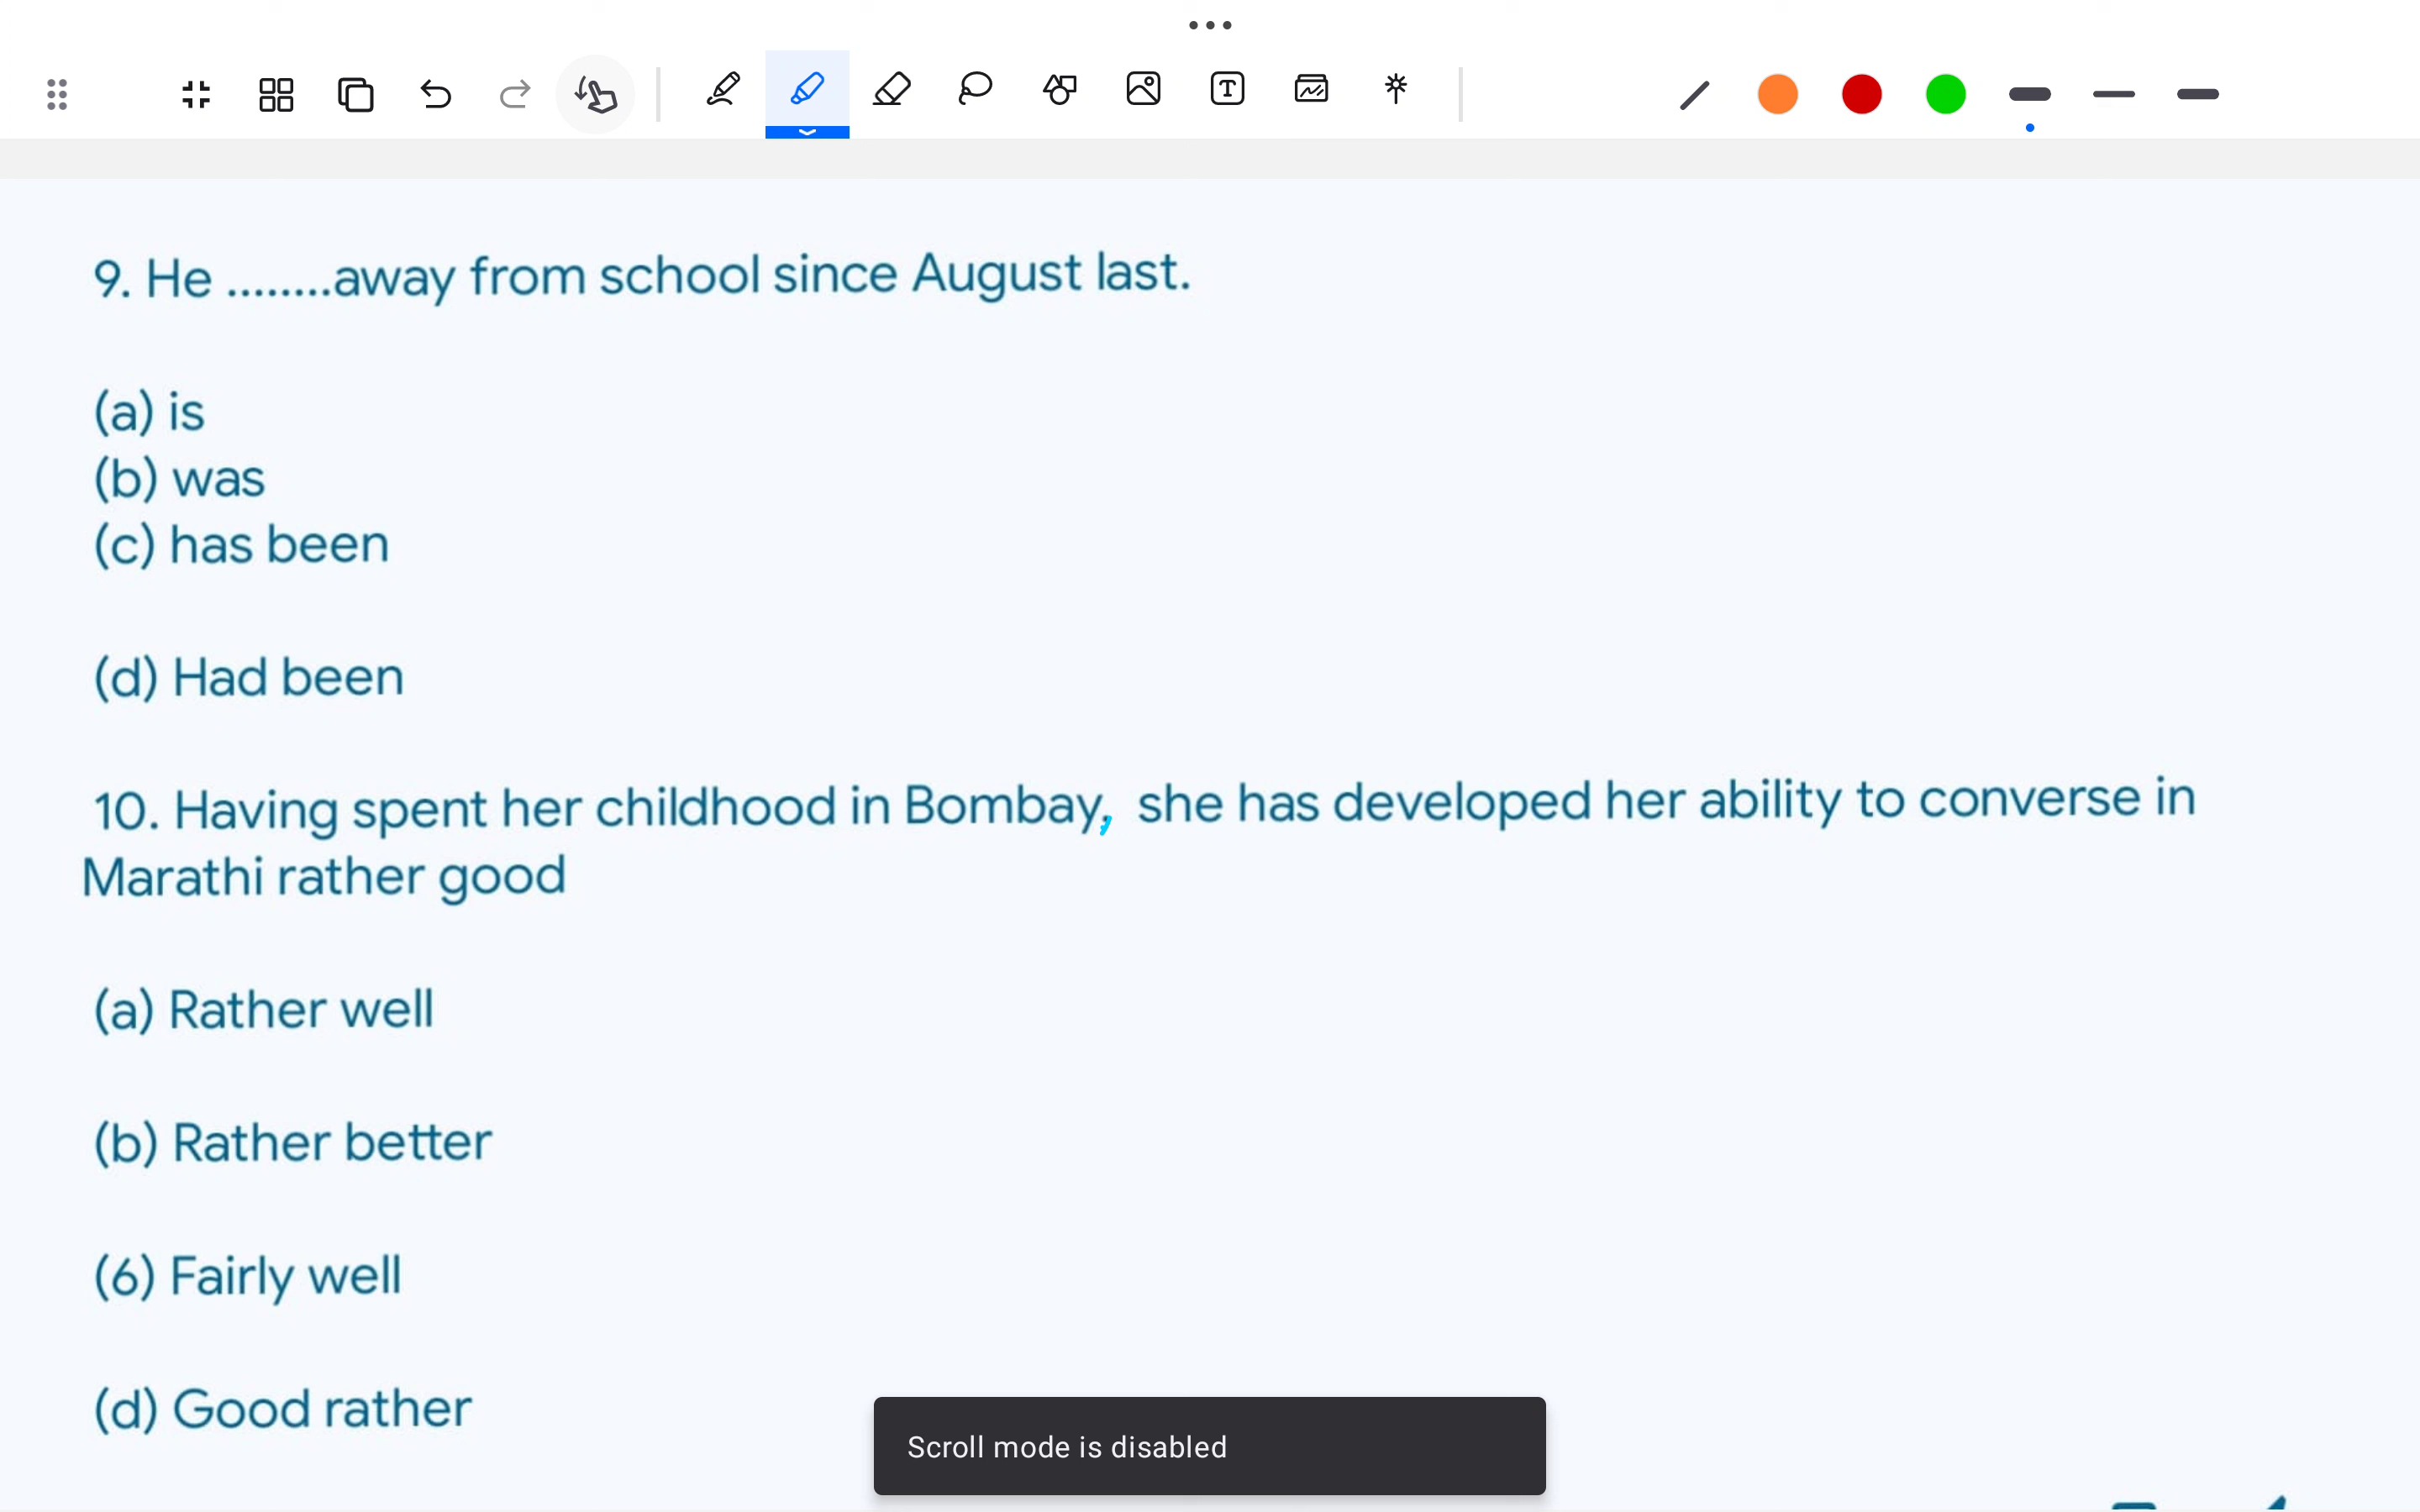 9. He ........away from school since August last.
(a) is
(b) was
(c) has been
(d) Had been
10. Having spent her childhood in Bombay, she has developed her ability to converse in
Marathi rather good
(a) Rather well
(b) Rather better
(6) Fairly well
(d) Good rather
Scroll mode is disabled